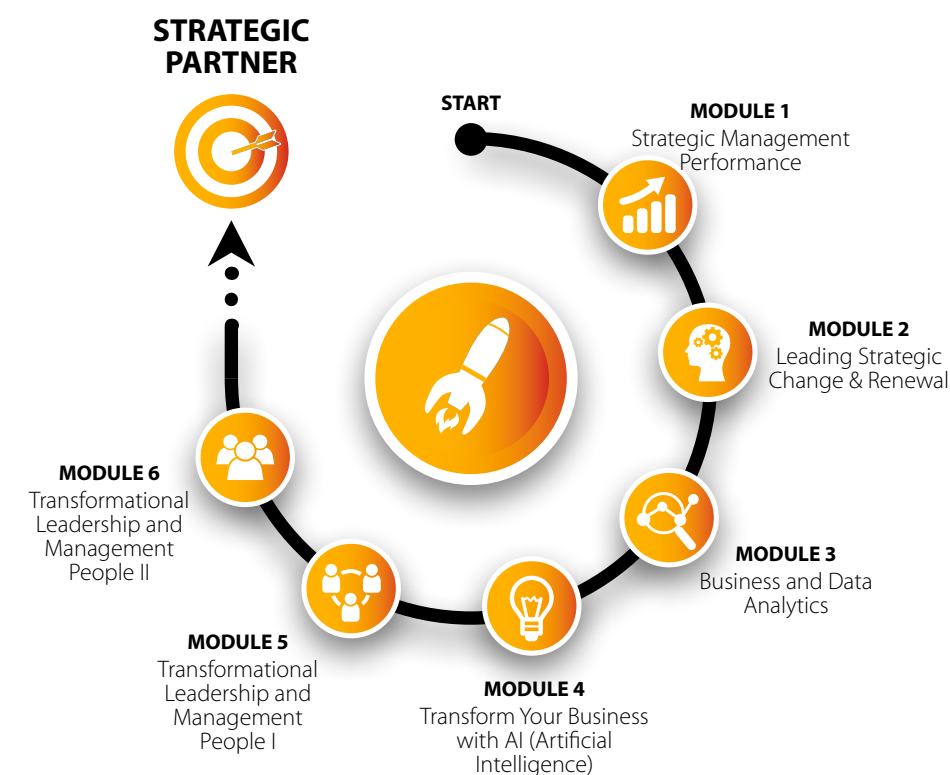 STRATEGIC
PARTNER
START
MODULE 1
Strategic Management
Performance
MODULE 2
Leading Strategic
Change & Renewal
MODULE 3
Business and Data
Analytics
MODULE 4
Transform Your Business
with AI (Artificial
Intelligence)
MODULE 5
Transformational
Leadership and
Management
People I
MODULE 6
Transformational
Leadership and
Management
People II